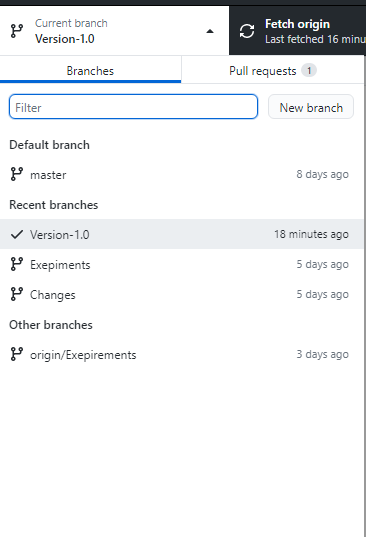 Current branch
Version-1.0
Fetch origin
Last fetched 16 minu
Branches
Pull requests 1
Filter
New branch
Default branch
master 8 days ago
Recent branches
Version-1.0 18 minutes ago
Exepiments 5 days ago
Changes 5 days ago
Other branches
origin/Exepirements 3 days ago